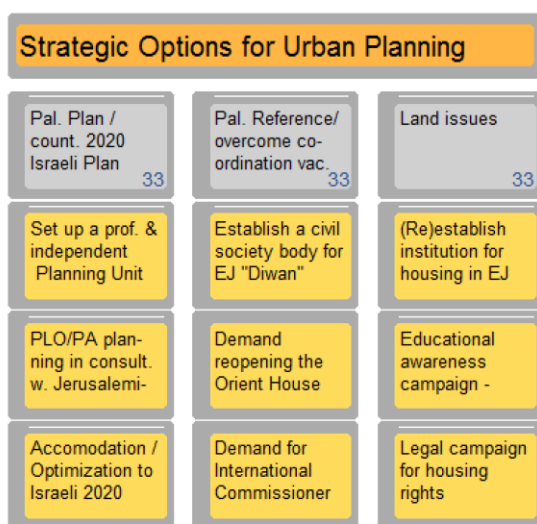 Strategic Options for Urban Planning
Pal. Plan /
count. 2020
Israeli Plan
33
Pal. Reference/
overcome co-
ordination vac.
33
Land issues
33
Set up a prof. &
independent
Planning Unit
Establish a civil
society body for
EJ "Diwan"
(Re)establish
institution for
housing in EJ
PLO/PA plan-
ning in consult.
w. Jerusalemi-
Demand
reopening the
Orient House
Educational
awareness
campaign -
Accomodation /
Optimization to
Israeli 2020
Demand for
International
Commissioner
Legal campaign
for housing
rights